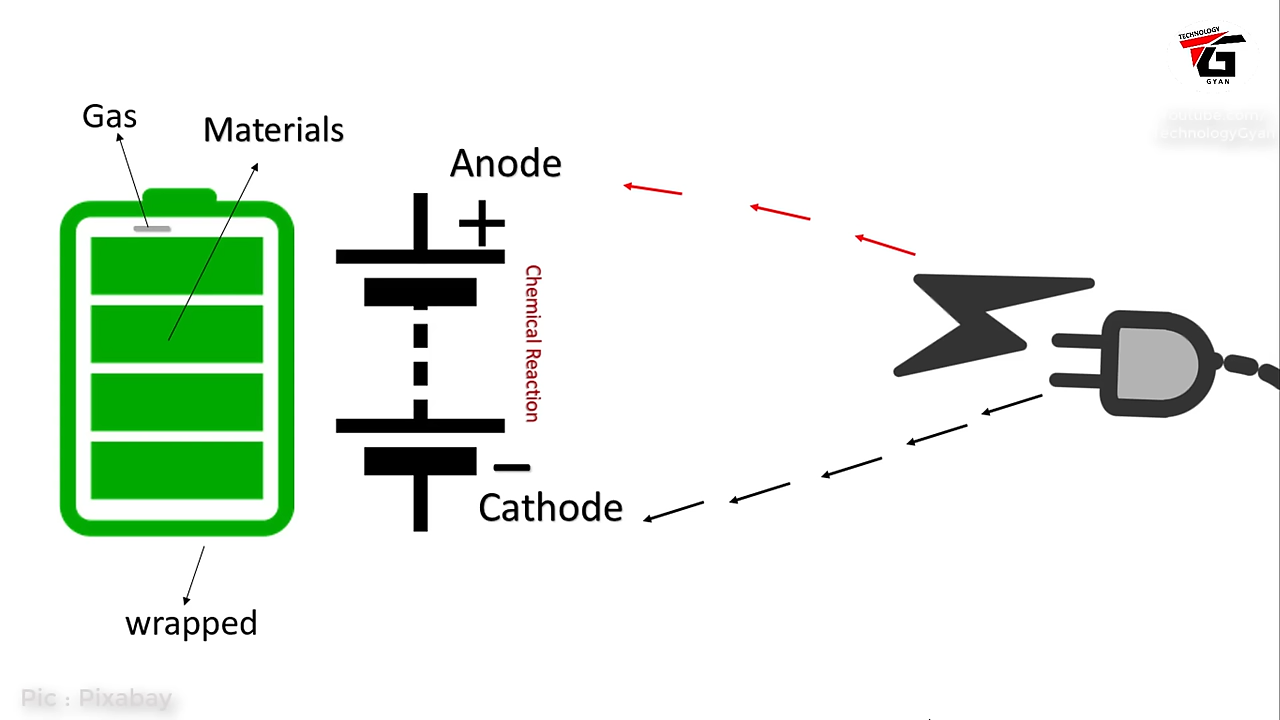 TECHNOLOGY
GYAN
Gas
Materials
Anode
+
Chemical Reaction
−
Cathode
wrapped
Pic : Pixabay